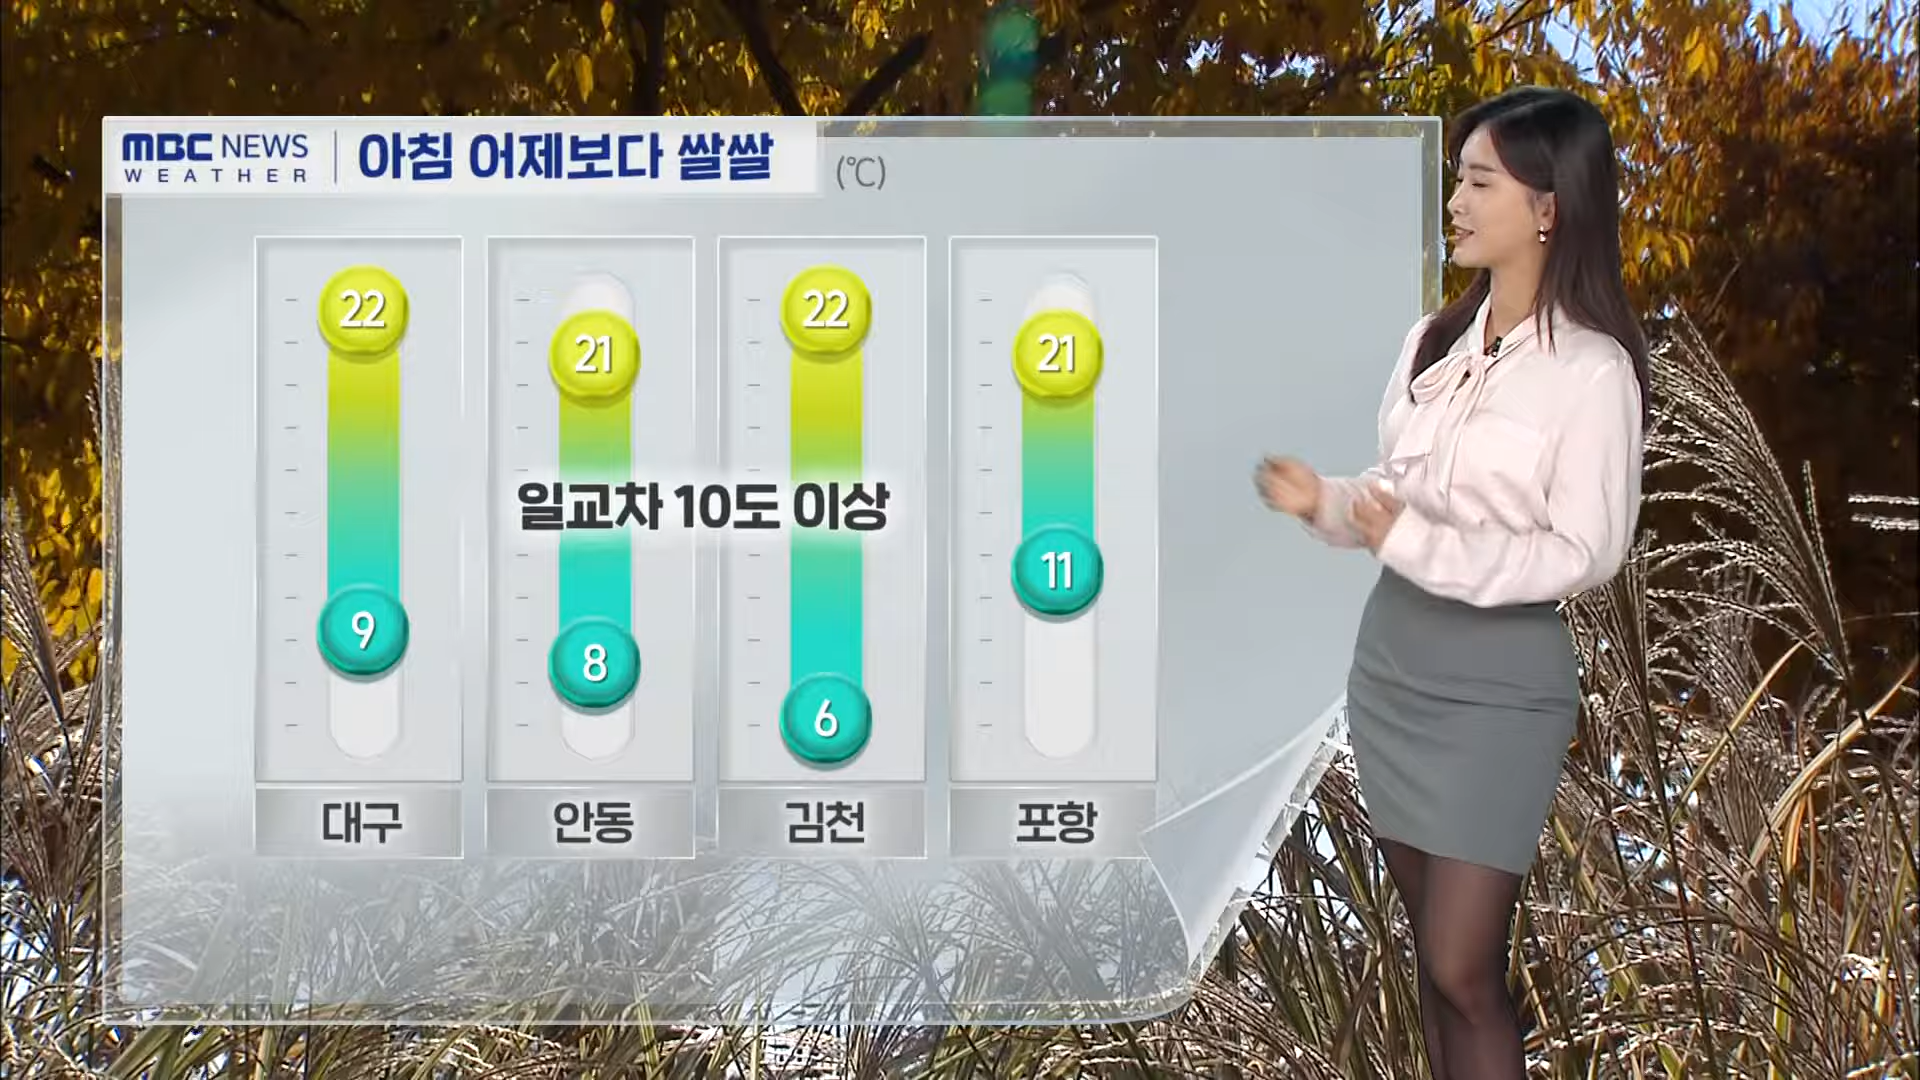 MBC NEWS
WEATHER
아침 어제보다 쌀쌀
(℃)
22
21
22
21
일교차 10도 이상
11
9
8
6
대구
안동
김천
포항